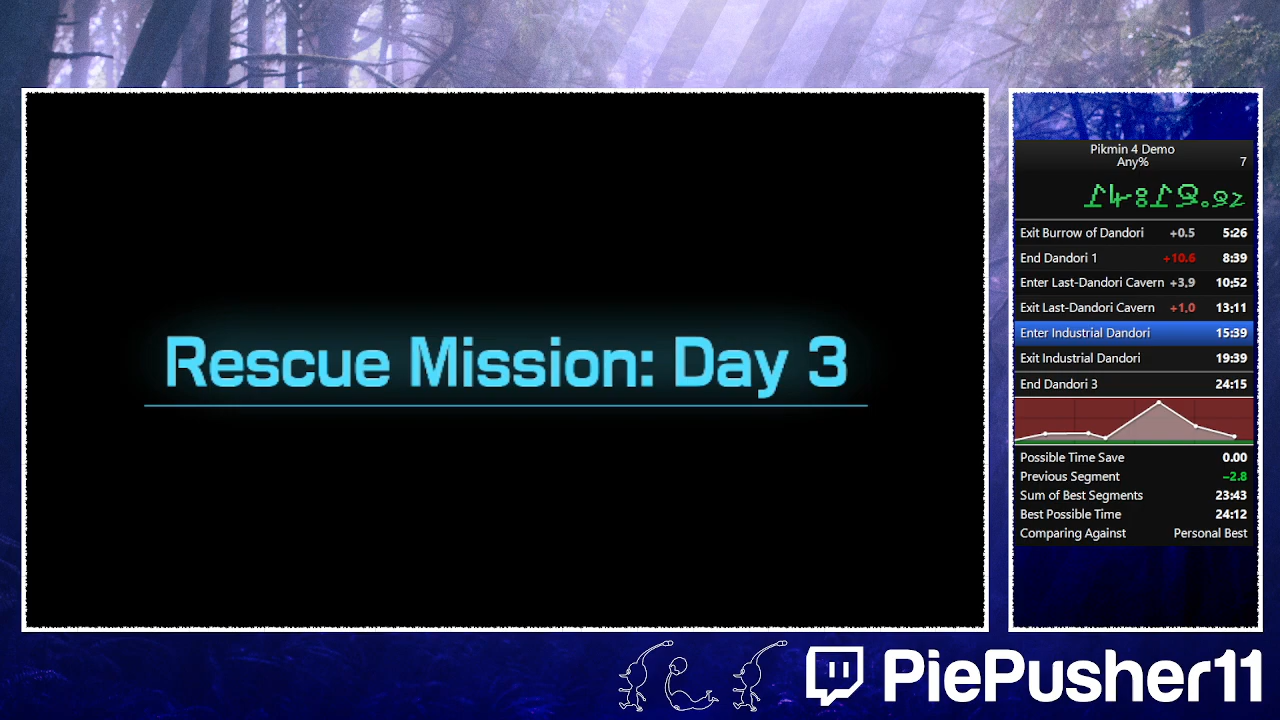 Rescue Mission: Day 3
Pikmin 4 Demo
Any% 7
Exit Burrow of Dandori +0.5 5:26
End Dandori 1 +10.6 8:39
Enter Last-Dandori Cavern +3.9 10:52
Exit Last-Dandori Cavern +1.0 13:11
Enter Industrial Dandori 15:39
Exit Industrial Dandori 19:39
End Dandori 3 24:15
Possible Time Save 0.00
Previous Segment −2.8
Sum of Best Segments 23:43
Best Possible Time 24:12
Comparing Against Personal Best
PiePusher11